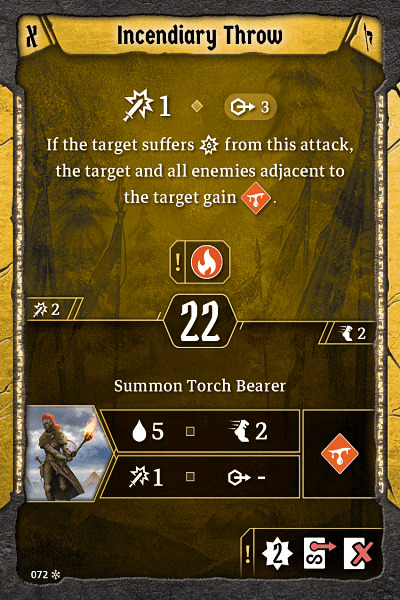 Incendiary Throw
1 3
If the target suffers from this attack,
the target and all enemies adjacent to
the target gain .
!
2
22
2
Summon Torch Bearer
5 2
1 -
! 2
072